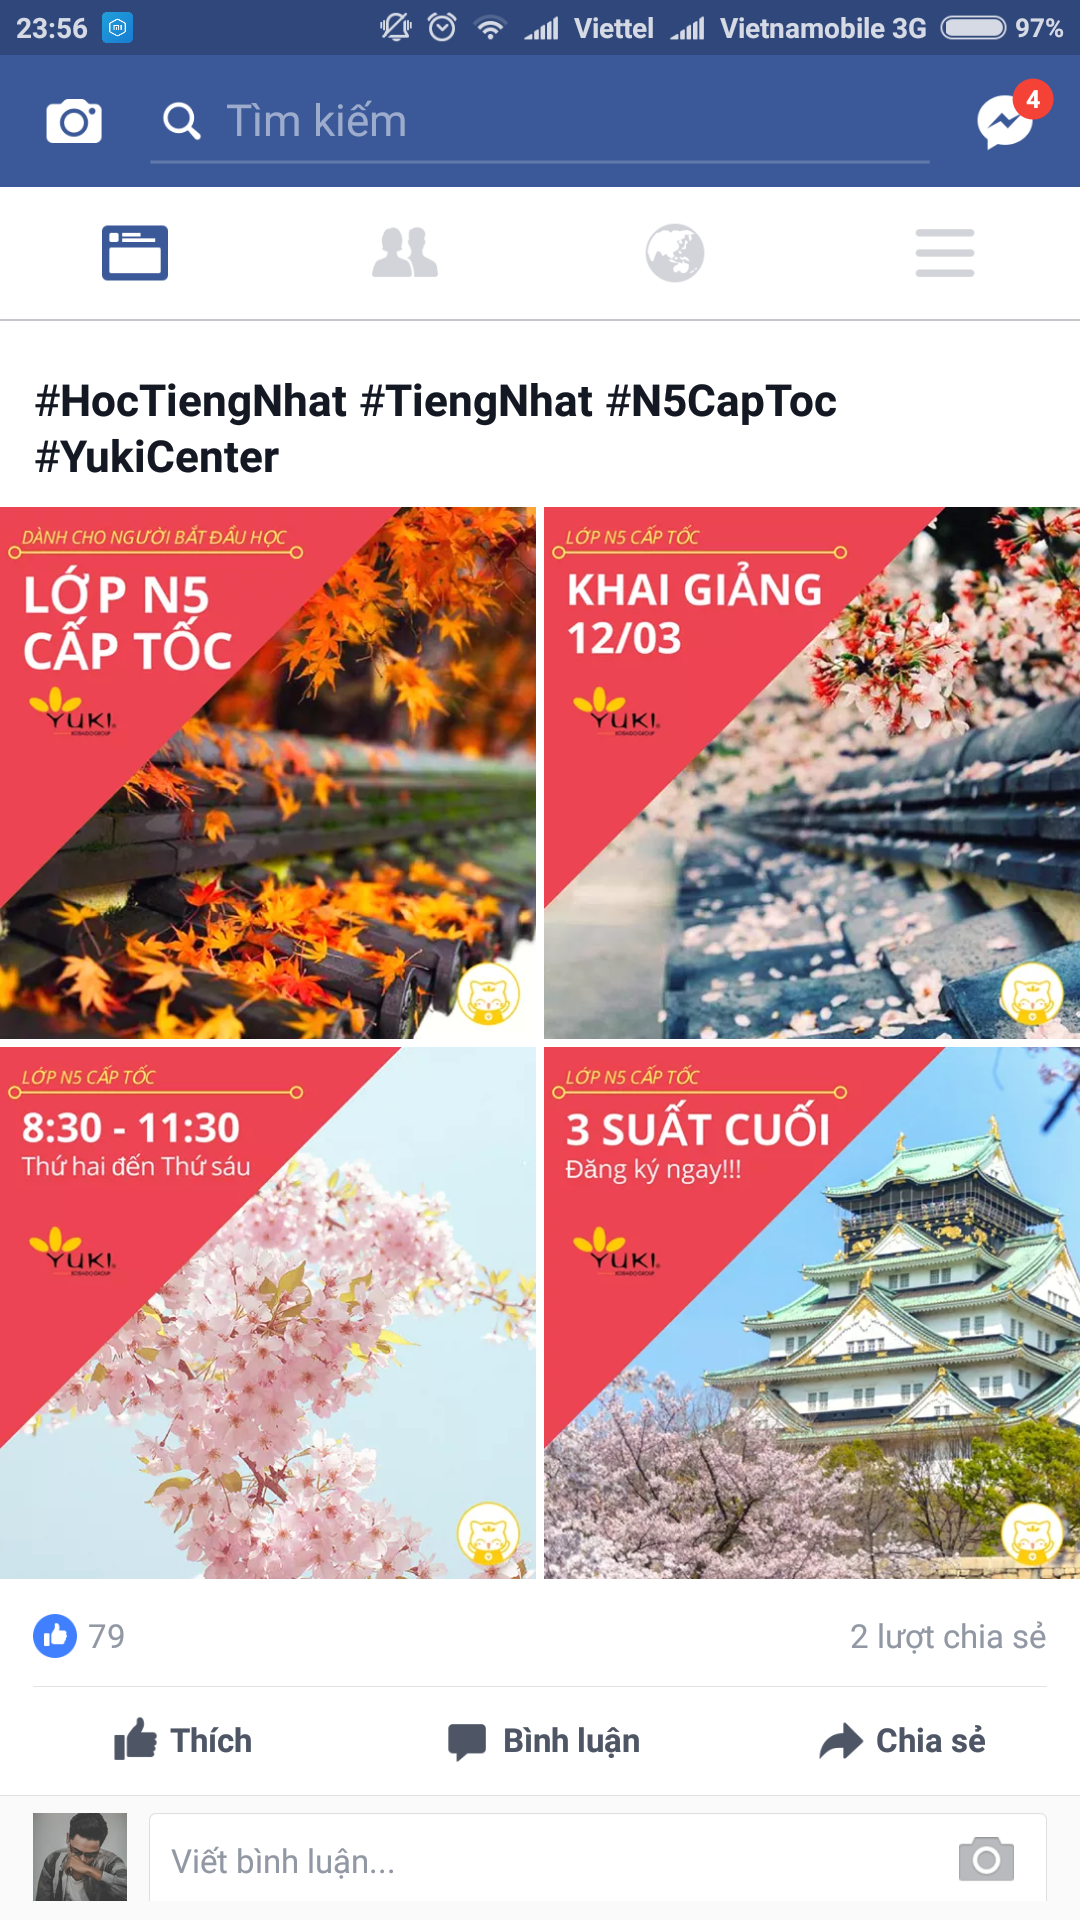 23:56
Viettel
Vietnamobile 3G
97%
Tìm kiếm
4
#HocTiengNhat #TiengNhat #N5CapToc
#YukiCenter
DÀNH CHO NGƯỜI BẮT ĐẦU HỌC
LỚP N5
CẤP TỐC
YUKI
LỚP N5 CẤP TỐC
KHAI GIẢNG
12/03
YUKI
LỚP N5 CẤP TỐC
8:30 - 11:30
Thứ hai đến Thứ sáu
YUKI
LỚP N5 CẤP TỐC
3 SUẤT CUỐI
Đăng ký ngay!!!
YUKI
79
2 lượt chia sẻ
Thích
Bình luận
Chia sẻ
Viết bình luận...